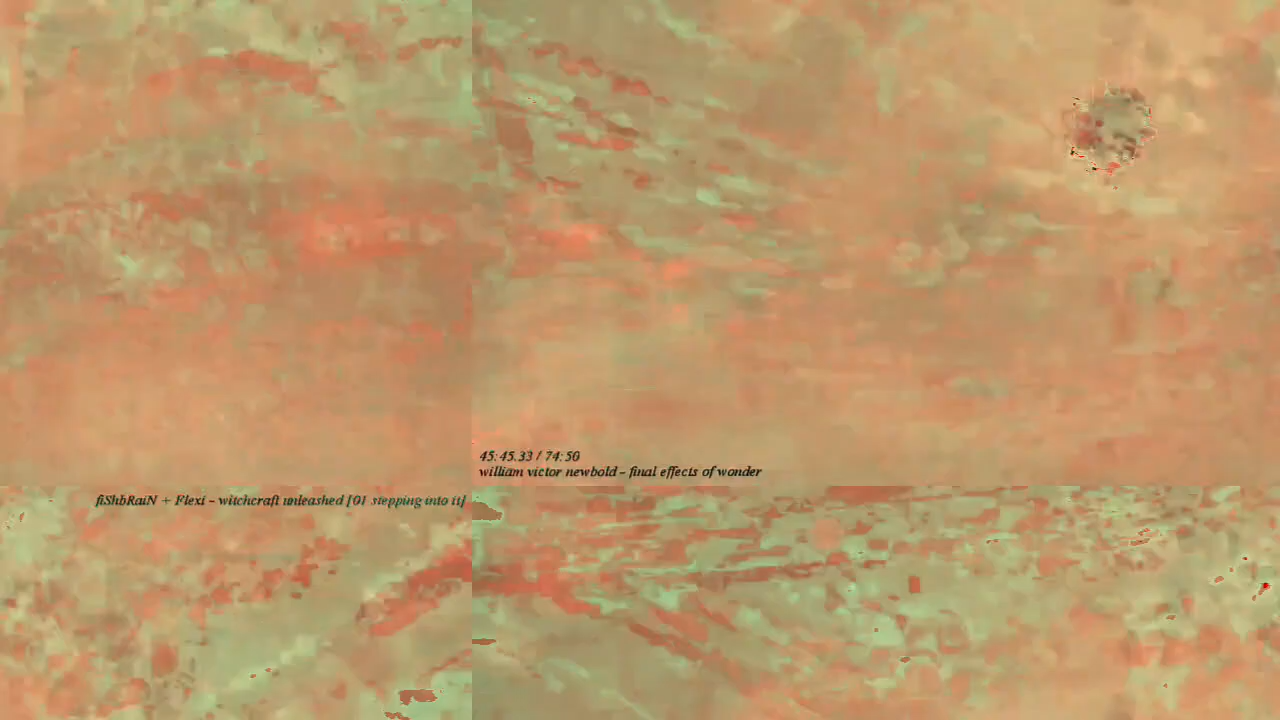 45:45.33 / 74:50
william victor newbold - final effects of wonder
fiShbRaiN + Flexi - witchcraft unleashed [01 stepping into it]